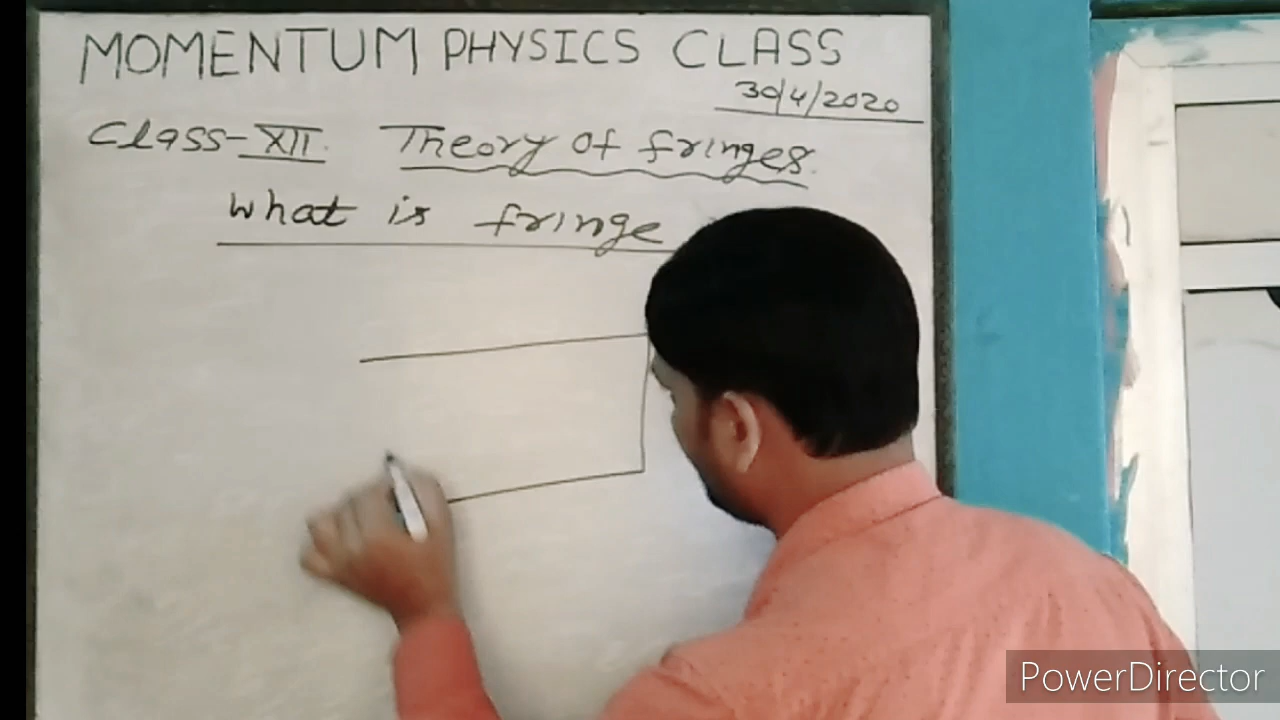 MOMENTUM PHYSICS CLASS
30/4/2020
Class-XII. Theory of fringes.
What is fringe
PowerDirector